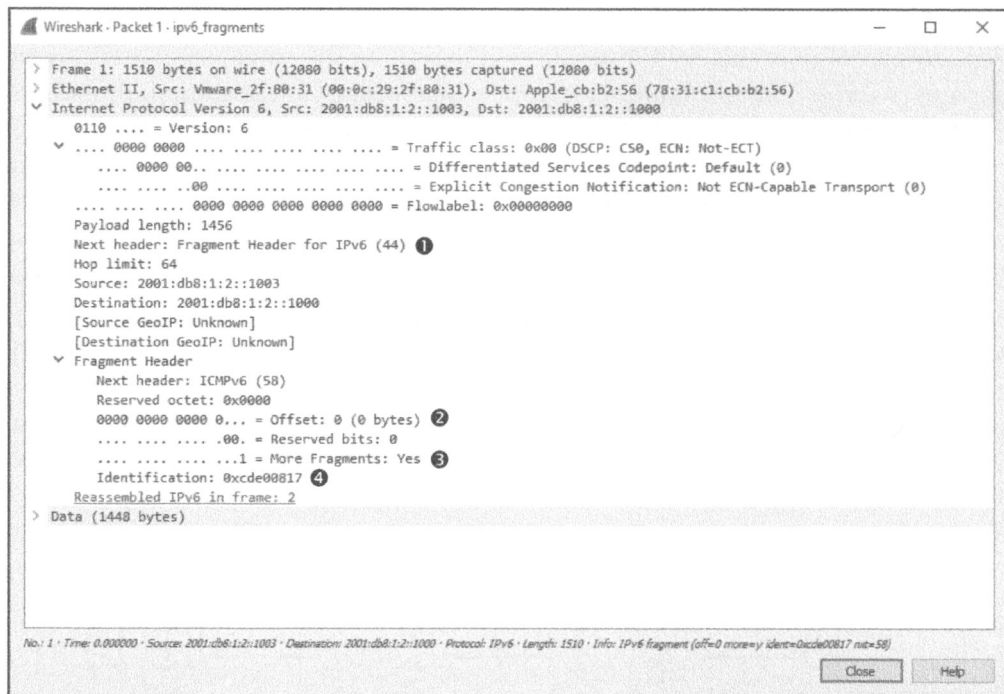 Wireshark · Packet 1 · ipv6_fragments
Frame 1: 1510 bytes on wire (12080 bits), 1510 bytes captured (12080 bits)
Ethernet II, Src: Vmware_2f:80:31 (00:0c:29:2f:80:31), Dst: Apple_cb:b2:56 (78:31:c1:cb:b2:56)
Internet Protocol Version 6, Src: 2001:db8:1:2::1003, Dst: 2001:db8:1:2::1000
0110 .... = Version: 6
.... 0000 0000 .... .... .... .... .... = Traffic class: 0x00 (DSCP: CS0, ECN: Not-ECT)
.... 0000 00.. .... .... .... .... .... = Differentiated Services Codepoint: Default (0)
.... .... ..00 .... .... .... .... .... = Explicit Congestion Notification: Not ECN-Capable Transport (0)
.... .... .... 0000 0000 0000 0000 0000 = Flowlabel: 0x00000000
Payload length: 1456
Next header: Fragment Header for IPv6 (44) ❶
Hop limit: 64
Source: 2001:db8:1:2::1003
Destination: 2001:db8:1:2::1000
[Source GeoIP: Unknown]
[Destination GeoIP: Unknown]
Fragment Header
Next header: ICMPv6 (58)
Reserved octet: 0x0000
0000 0000 0000 0... = Offset: 0 (0 bytes) ❷
.... .... .... .00. = Reserved bits: 0
.... .... .... ...1 = More Fragments: Yes ❸
Identification: 0xcde00817 ❹
Reassembled IPv6 in frame: 2
Data (1448 bytes)
No.: 1 · Time: 0.000000 · Source: 2001:db8:1:2::1003 · Destination: 2001:db8:1:2::1000 · Protocol: IPv6 · Length: 1510 · Info: IPv6 fragment (off=0 more=y ident=0xcde00817 nxt=58)
Close Help